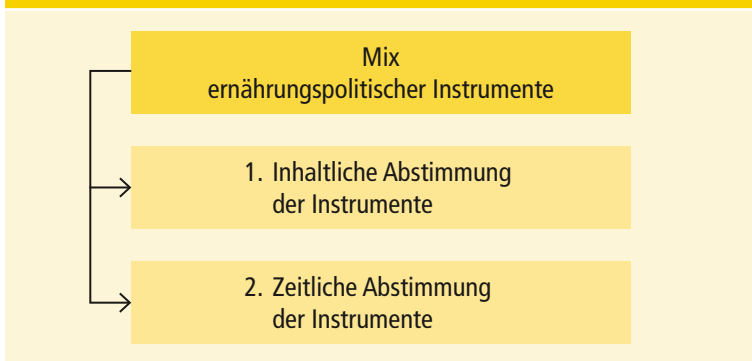 Mix
ernährungspolitischer Instrumente
1. Inhaltliche Abstimmung
der Instrumente
2. Zeitliche Abstimmung
der Instrumente